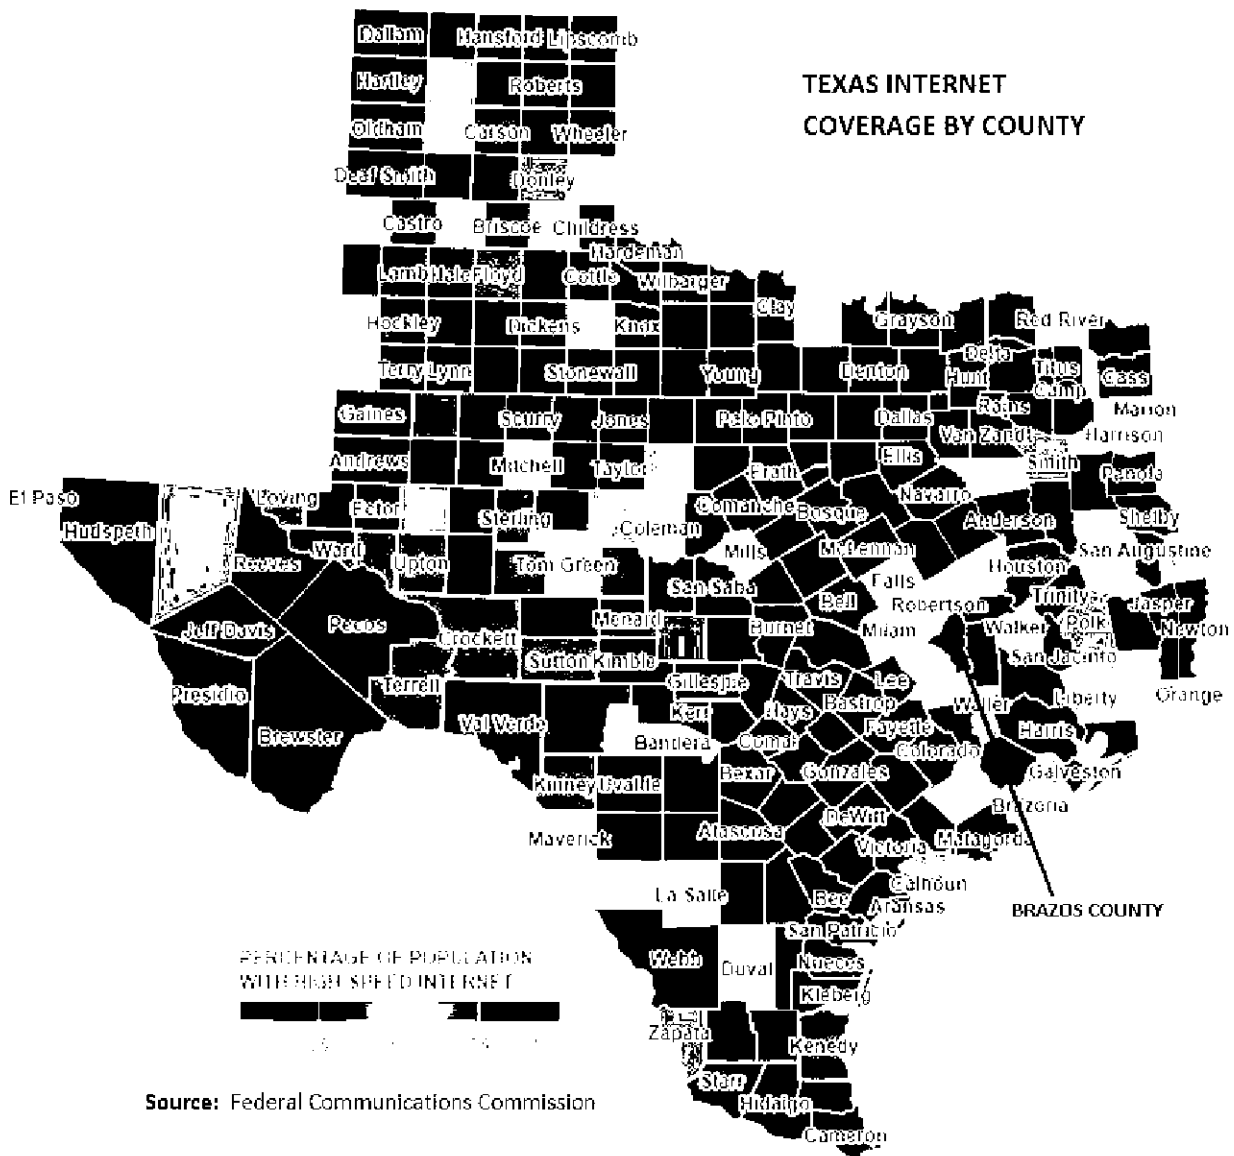 TEXAS INTERNET
COVERAGE BY COUNTY
Dallam Hansford Lipscomb
Hartley Roberts
Oldham Carson Wheeler
Deaf Smith Donley
Castro Briscoe Childress
Hardeman
Lamb Hale Floyd Cottle Wilbarger
Clay
Hockley Dickens Knox Grayson Red River
Delta
Terry Lynn Stonewall Young Denton Hunt Titus Cass
Camp
Gaines Scurry Jones Palo Pinto Dallas Rains Marion
Van Zandt Harrison
Andrews Mitchell Taylor Erath Ellis Smith Panola
El Paso Loving Ector Sterling Comanche Bosque Navarro Shelby
Hudspeth Coleman Anderson
Reeves Ward Upton Tom Green Mills McLennan San Augustine
Houston
San Saba Falls
Bell Robertson Trinity Jasper
Jeff Davis Pecos Crockett Menard Burnet Milam Walker Polk Newton
Sutton Kimble San Jacinto
Presidio Terrell Gillespie Travis Lee Liberty Orange
Val Verde Kerr Hays Bastrop Waller
Brewster Bandera Comal Fayette Harris
Colorado
Kinney Uvalde Bexar Gonzales Galveston
Brazoria
Maverick Atascosa DeWitt
Victoria Matagorda
La Salle Bee Calhoun
Aransas
BRAZOS COUNTY
San Patricio
Webb Duval Nueces
Kleberg
Zapata Kenedy
Starr
Hidalgo
Cameron
PERCENTAGE OF POPULATION
WITH HIGH SPEED INTERNET
Source: Federal Communications Commission